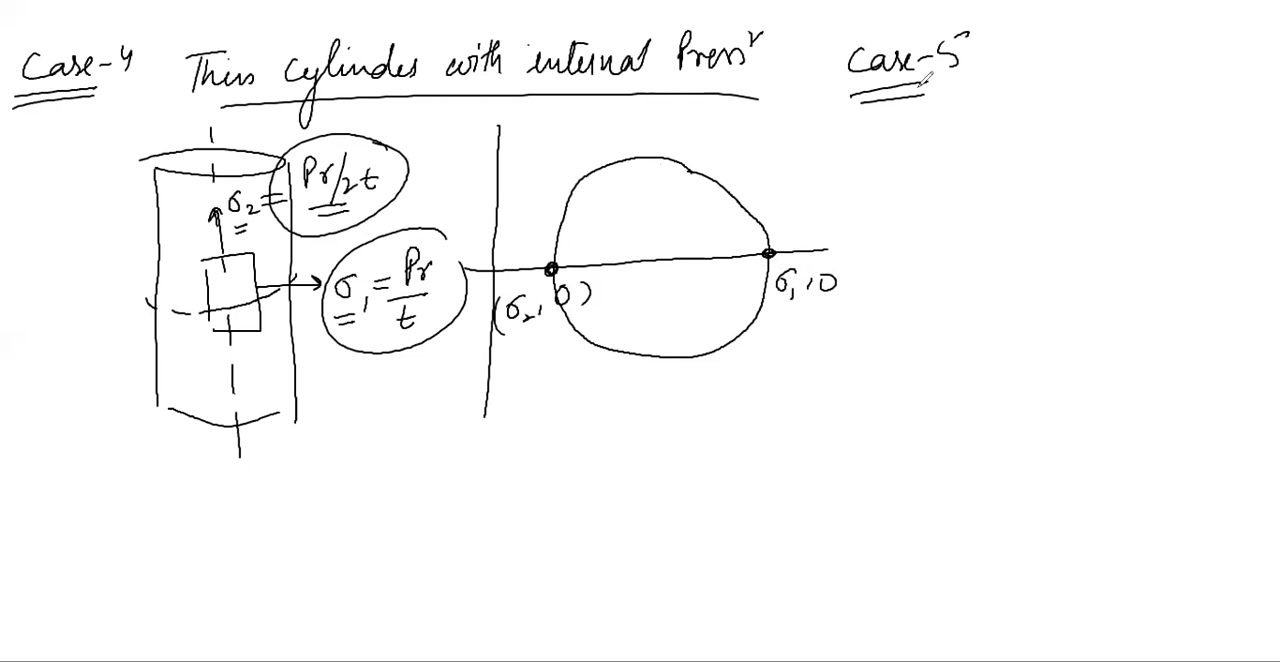 Case-4 Thin cylinder with internal Press^r Case-5
σ₂ = Pr/2t
σ₁ = Pr/t
(σ₂, 0)
σ₁, 0